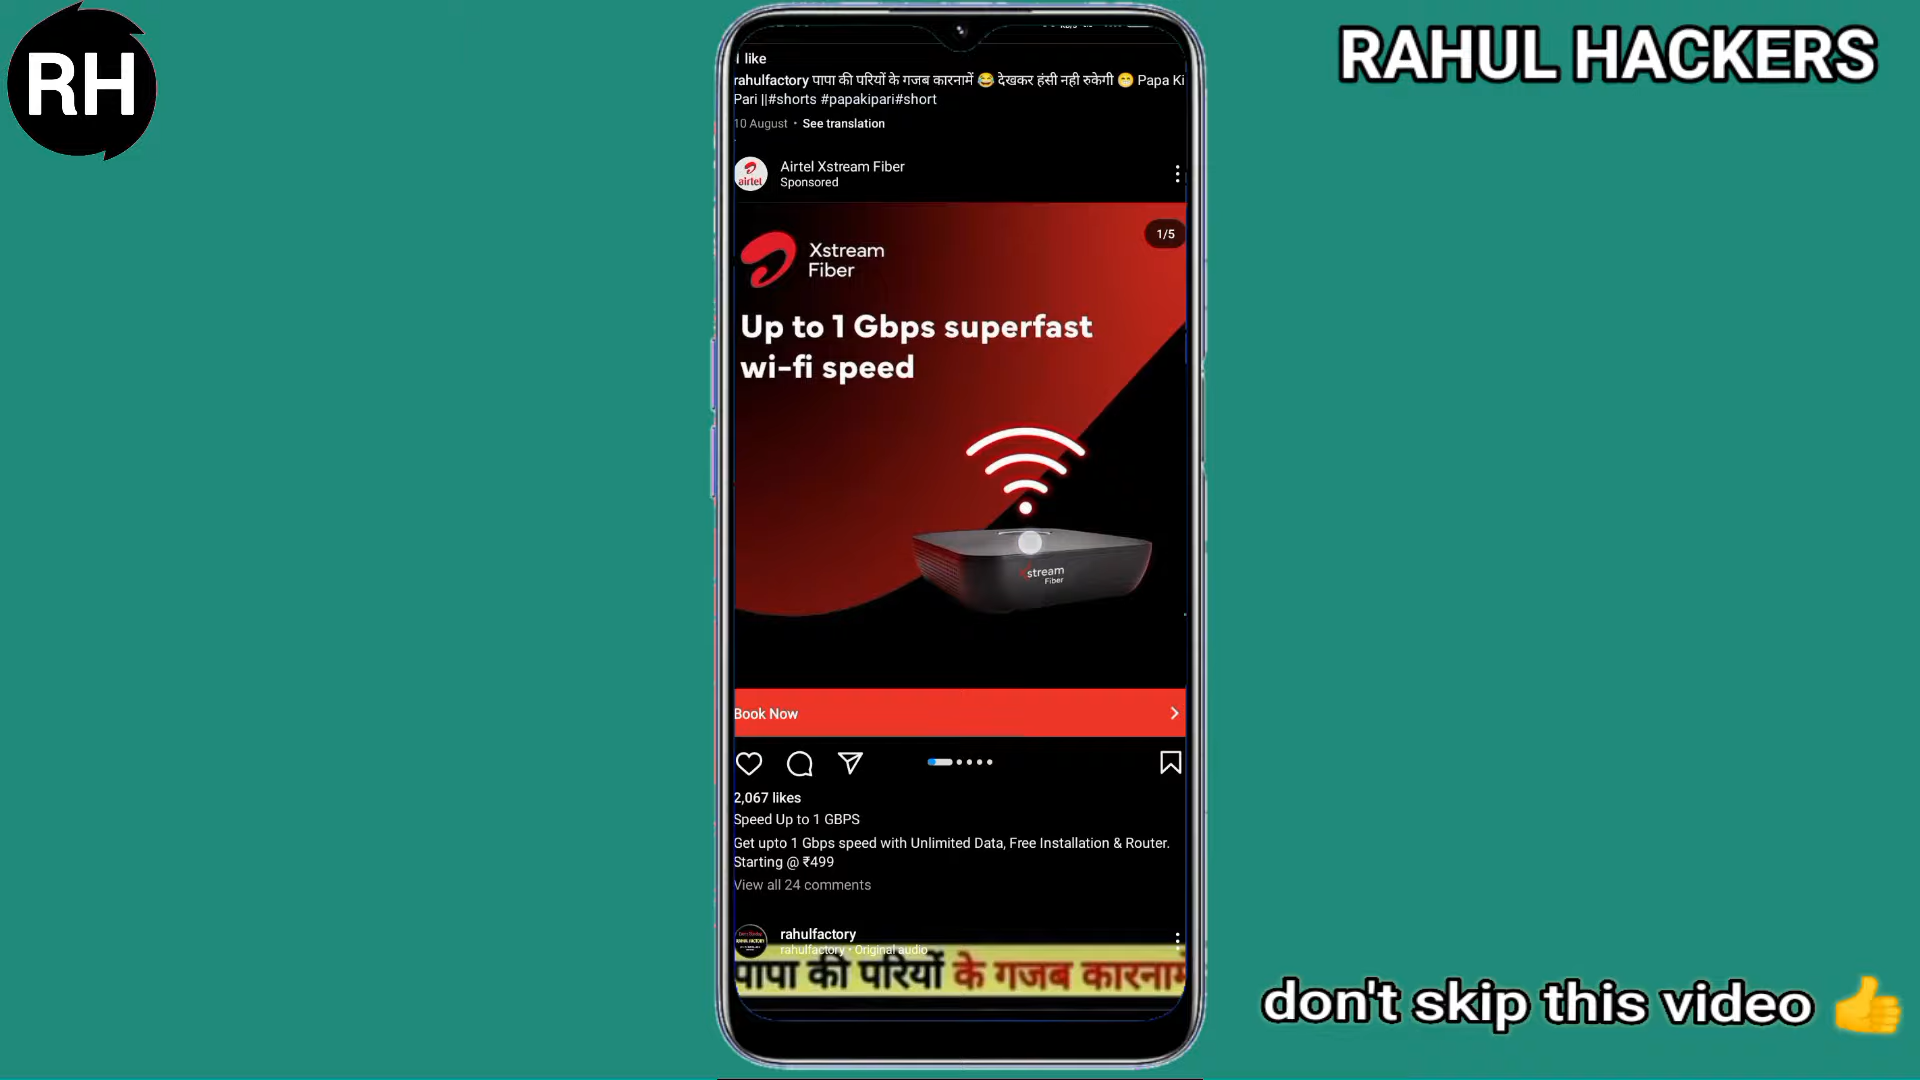 RH
RAHUL HACKERS
1 like
rahulfactory पापा की परियों के गजब कारनामें 😂 देखकर हंसी नही रुकेगी 😁 Papa Ki
Pari ||#shorts #papakipari#short
10 August • See translation
Airtel Xstream Fiber
Sponsored
airtel
1/5
Xstream
Fiber
Up to 1 Gbps superfast
wi-fi speed
Xstream
Fiber
Book Now
2,067 likes
Speed Up to 1 GBPS
Get upto 1 Gbps speed with Unlimited Data, Free Installation & Router.
Starting @ ₹499
View all 24 comments
rahulfactory
rahulfactory • Original audio
पापा की परियों के गजब कारनामें
don't skip this video 👍